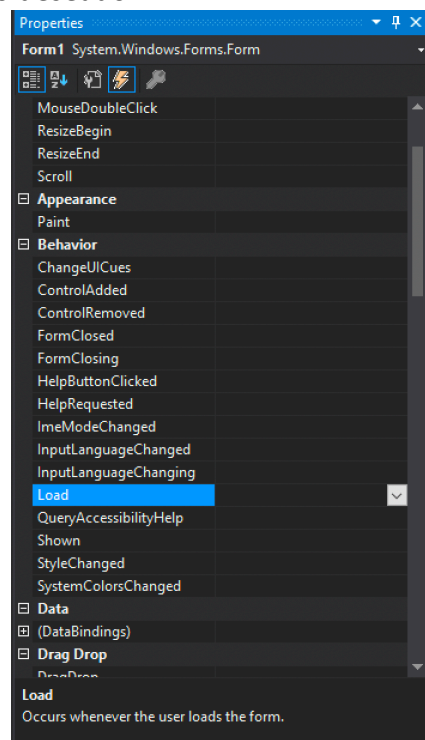 Properties
Form1 System.Windows.Forms.Form
MouseDoubleClick
ResizeBegin
ResizeEnd
Scroll
Appearance
Paint
Behavior
ChangeUICues
ControlAdded
ControlRemoved
FormClosed
FormClosing
HelpButtonClicked
HelpRequested
ImeModeChanged
InputLanguageChanged
InputLanguageChanging
Load
QueryAccessibilityHelp
Shown
StyleChanged
SystemColorsChanged
Data
(DataBindings)
Drag Drop
DragDrop
Load
Occurs whenever the user loads the form.